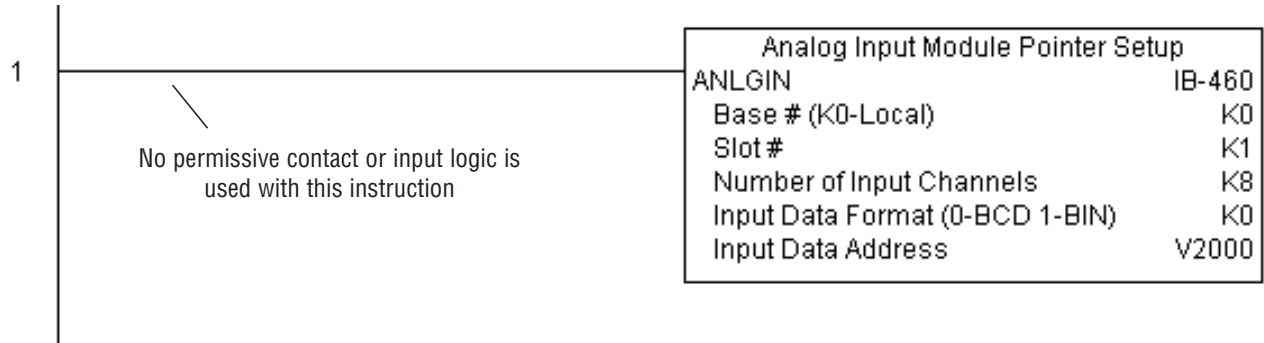 1
Analog Input Module Pointer Setup
ANLGIN IB-460
Base # (K0-Local) K0
Slot # K1
Number of Input Channels K8
Input Data Format (0-BCD 1-BIN) K0
Input Data Address V2000
No permissive contact or input logic is
used with this instruction